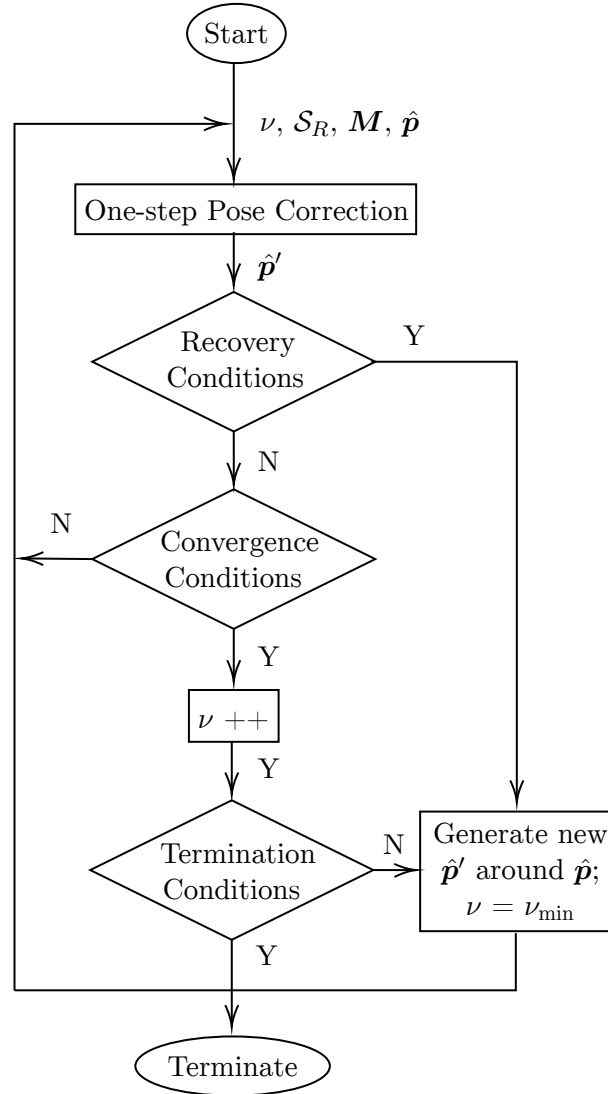 Start
ν, 𝒮_R, M, p̂
One-step Pose Correction
p̂′
Recovery
Conditions
Y
N
Convergence
Conditions
N
Y
ν ++
Y
Termination
Conditions
N
Generate new
p̂′ around p̂;
ν = ν_min
Y
Terminate